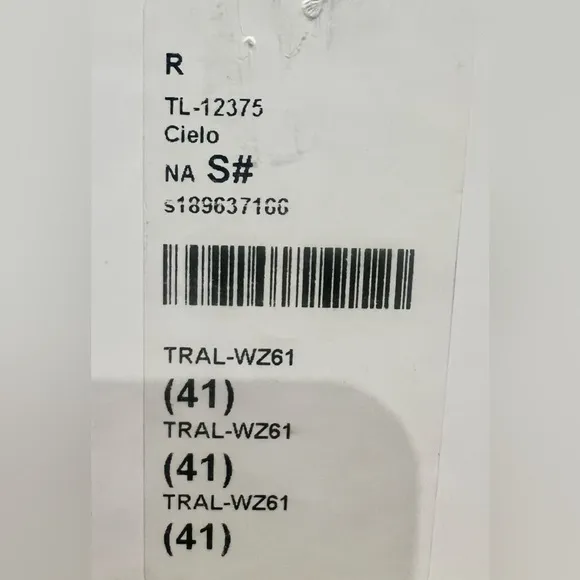 R
TL-12375
Cielo
NA S#
s189637166
TRAL-WZ61
(41)
TRAL-WZ61
(41)
TRAL-WZ61
(41)